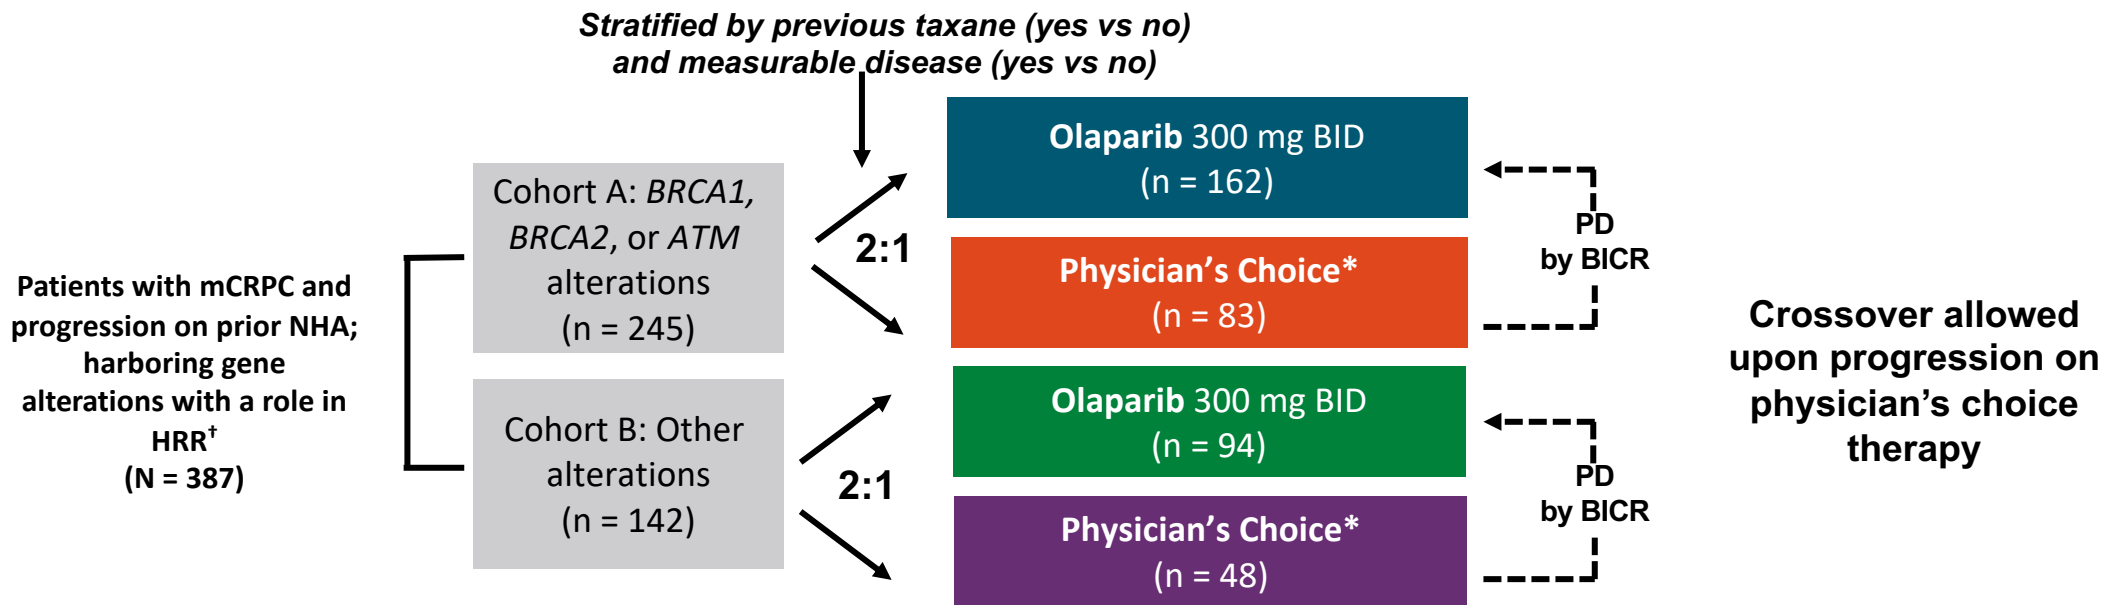 Stratified by previous taxane (yes vs no)
and measurable disease (yes vs no)
Patients with mCRPC and
progression on prior NHA;
harboring gene
alterations with a role in
HRR†
(N = 387)
Cohort A: BRCA1,
BRCA2, or ATM
alterations
(n = 245)
2:1
Olaparib 300 mg BID
(n = 162)
Physician's Choice*
(n = 83)
PD
by BICR
Cohort B: Other
alterations
(n = 142)
2:1
Olaparib 300 mg BID
(n = 94)
Physician's Choice*
(n = 48)
PD
by BICR
Crossover allowed
upon progression on
physician's choice
therapy